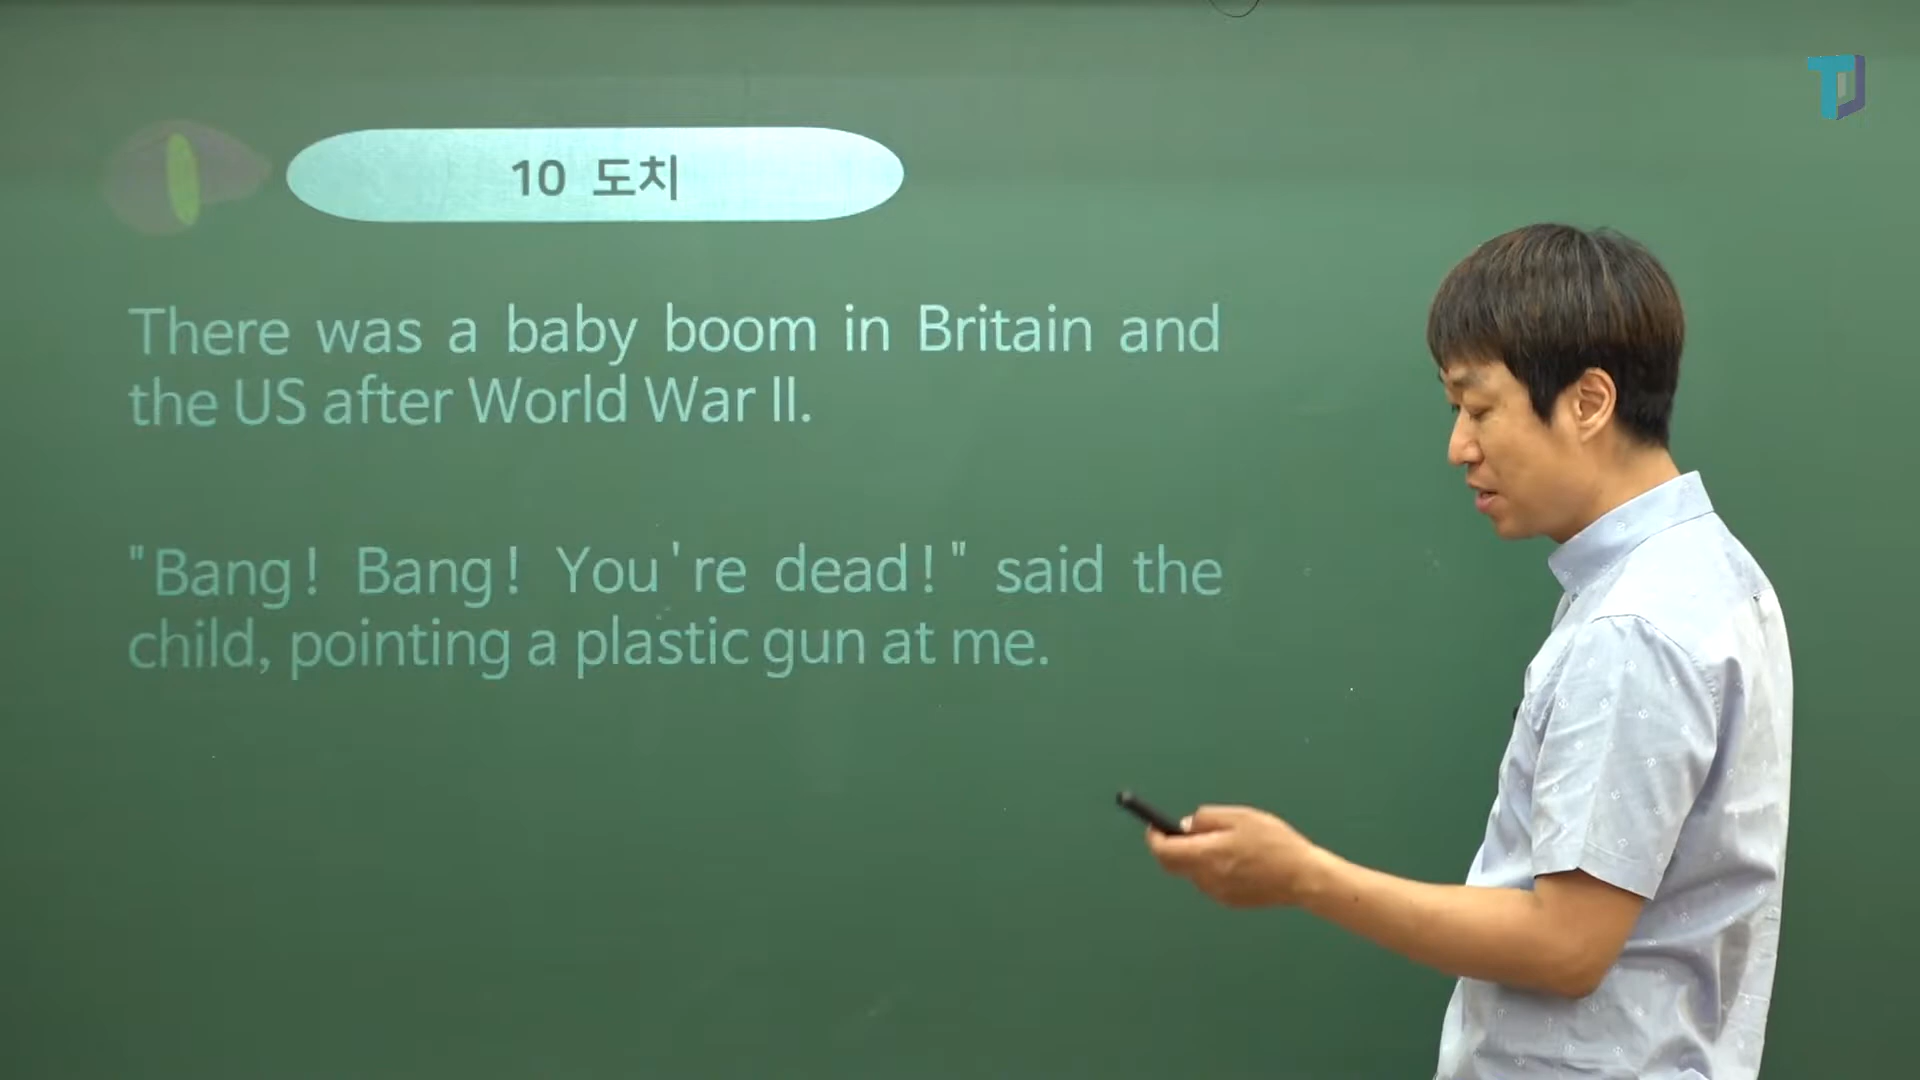 10 도치
There was a baby boom in Britain and
the US after World War II.
"Bang! Bang! You're dead!" said the
child, pointing a plastic gun at me.